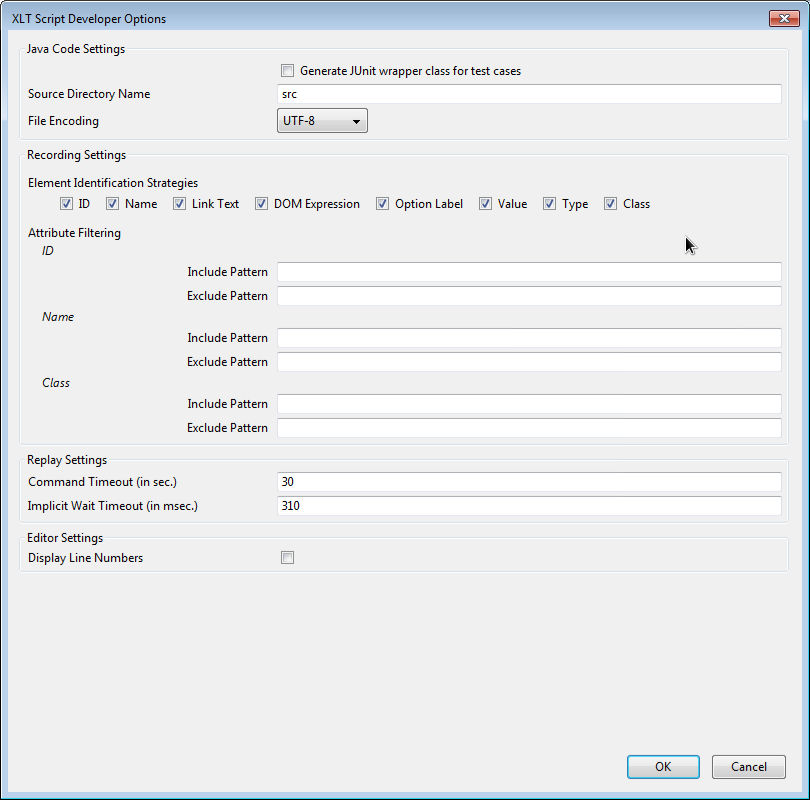 XLT Script Developer Options
Java Code Settings
Generate JUnit wrapper class for test cases
Source Directory Name src
File Encoding UTF-8
Recording Settings
Element Identification Strategies
ID Name Link Text DOM Expression Option Label Value Type Class
Attribute Filtering
ID
Include Pattern
Exclude Pattern
Name
Include Pattern
Exclude Pattern
Class
Include Pattern
Exclude Pattern
Replay Settings
Command Timeout (in sec.) 30
Implicit Wait Timeout (in msec.) 310
Editor Settings
Display Line Numbers
OK Cancel